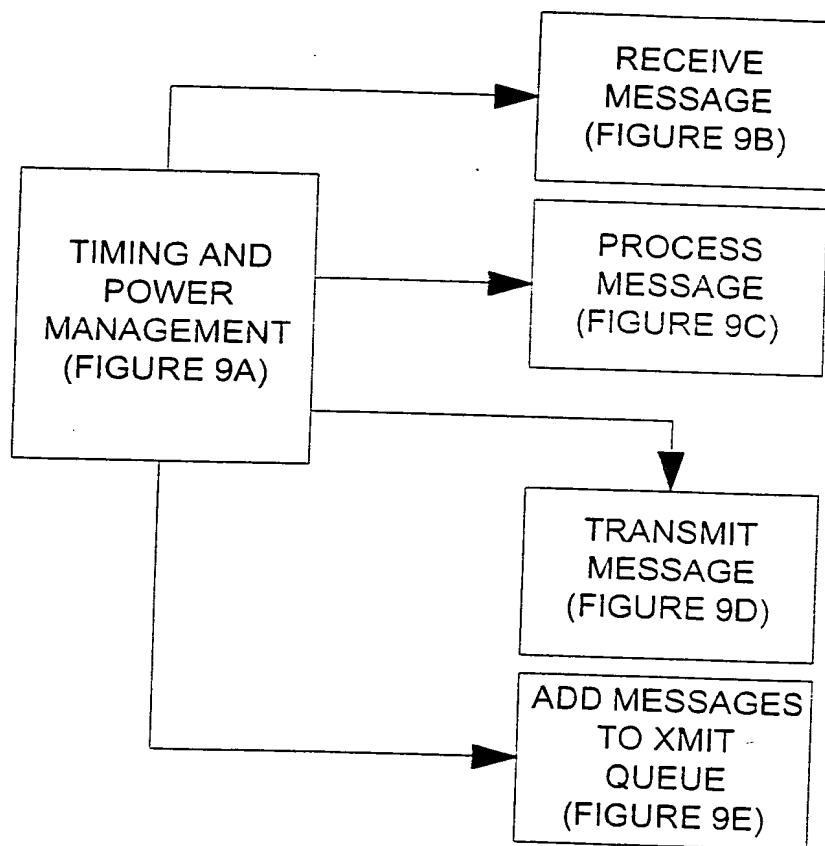 RECEIVE
MESSAGE
(FIGURE 9B)
TIMING AND
POWER
MANAGEMENT
(FIGURE 9A)
PROCESS
MESSAGE
(FIGURE 9C)
TRANSMIT
MESSAGE
(FIGURE 9D)
ADD MESSAGES
TO XMIT
QUEUE
(FIGURE 9E)